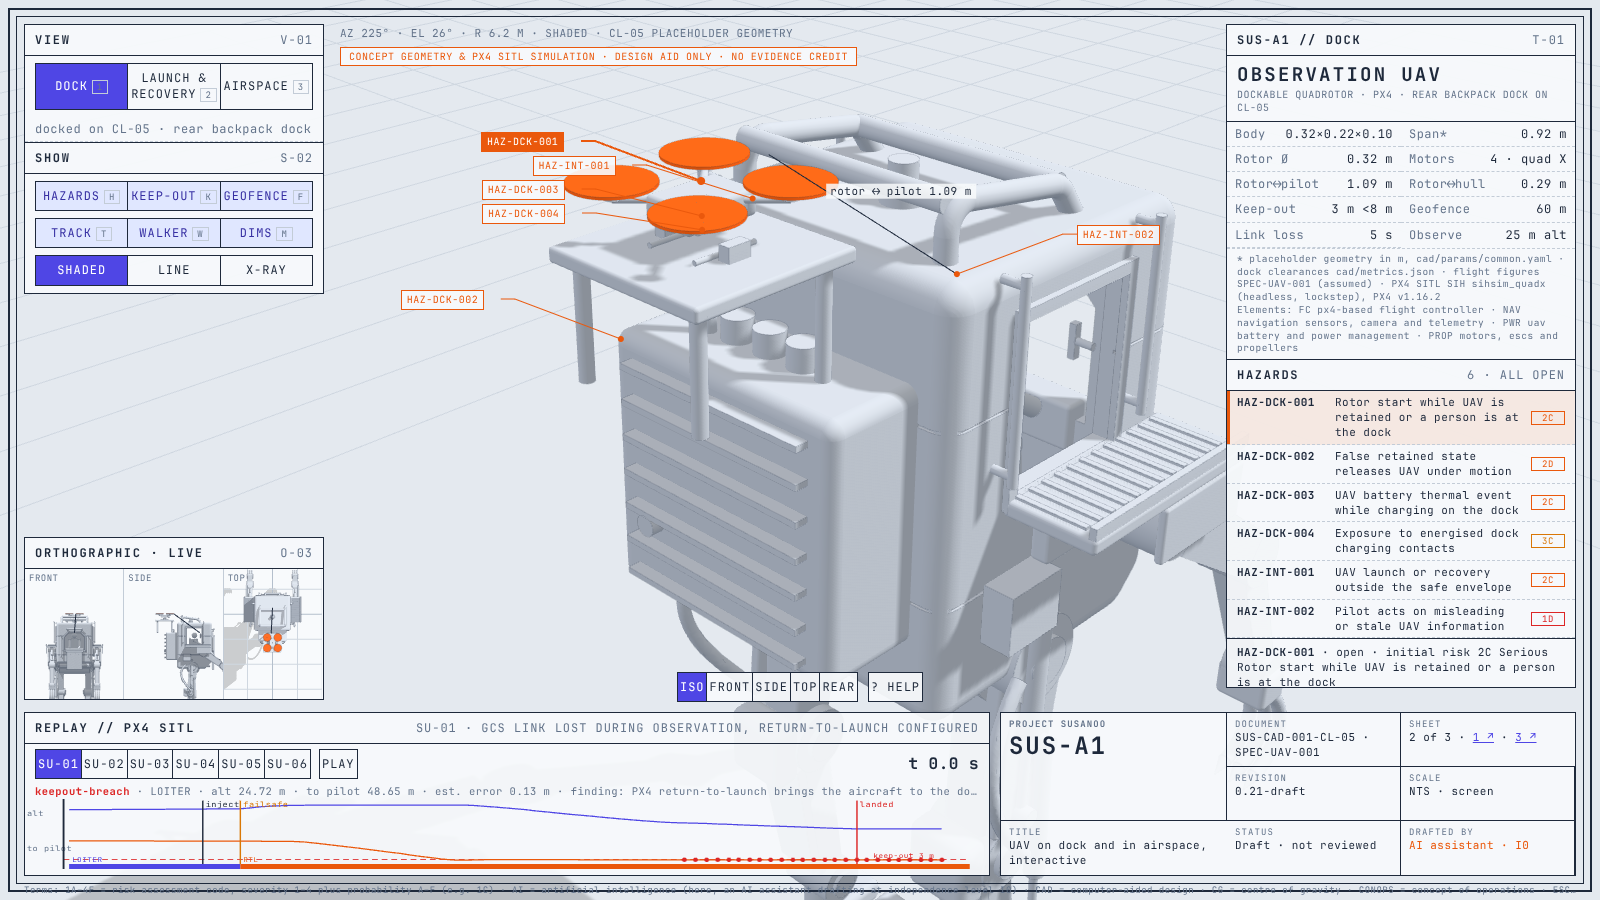 VIEW V-01
DOCK 1
LAUNCH & RECOVERY 2
AIRSPACE 3
docked on CL-05 · rear backpack dock
SHOW S-02
HAZARDS H KEEP-OUT K GEOFENCE F
TRACK T WALKER W DIMS M
SHADED LINE X-RAY
AZ 225° · EL 26° · R 6.2 M · SHADED · CL-05 PLACEHOLDER GEOMETRY
CONCEPT GEOMETRY & PX4 SITL SIMULATION · DESIGN AID ONLY · NO EVIDENCE CREDIT
HAZ-DCK-001
HAZ-INT-001
HAZ-DCK-003
HAZ-DCK-004
rotor ↔ pilot 1.09 m
HAZ-INT-002
HAZ-DCK-002
SUS-A1 // DOCK T-01
OBSERVATION UAV
DOCKABLE QUADROTOR · PX4 · REAR BACKPACK DOCK ON
CL-05
Body 0.32×0.22×0.10 Span* 0.92 m
Rotor Ø 0.32 m Motors 4 · quad X
Rotor↔pilot 1.09 m Rotor↔hull 0.29 m
Keep-out 3 m <8 m Geofence 60 m
Link loss 5 s Observe 25 m alt
* placeholder geometry in m, cad/params/common.yaml ·
dock clearances cad/metrics.json · flight figures
SPEC-UAV-001 (assumed) · PX4 SITL SIH sihsim_quadx
(headless, lockstep), PX4 v1.16.2
Elements: FC px4-based flight controller · NAV
navigation sensors, camera and telemetry · PWR uav
battery and power management · PROP motors, escs and
propellers
HAZARDS 6 · ALL OPEN
HAZ-DCK-001 Rotor start while UAV is
retained or a person is at
the dock 2C
HAZ-DCK-002 False retained state
releases UAV under motion 2D
HAZ-DCK-003 UAV battery thermal event
while charging on the dock 2C
HAZ-DCK-004 Exposure to energised dock
charging contacts 3C
HAZ-INT-001 UAV launch or recovery
outside the safe envelope 2C
HAZ-INT-002 Pilot acts on misleading
or stale UAV information 1D
HAZ-DCK-001 · open · initial risk 2C Serious
Rotor start while UAV is retained or a person
is at the dock
ORTHOGRAPHIC · LIVE O-03
FRONT SIDE TOP
ISO FRONT SIDE TOP REAR ? HELP
REPLAY // PX4 SITL SU-01 · GCS LINK LOST DURING OBSERVATION, RETURN-TO-LAUNCH CONFIGURED
SU-01 SU-02 SU-03 SU-04 SU-05 SU-06 PLAY t 0.0 s
keepout-breach · LOITER · alt 24.72 m · to pilot 48.65 m · est. error 0.13 m · finding: PX4 return-to-launch brings the aircraft to the do…
inject failsafe landed
alt
to pilot
LOITER RTL keep-out 3 m
PROJECT SUSANOO
SUS-A1
DOCUMENT
SUS-CAD-001-CL-05 ·
SPEC-UAV-001
SHEET
2 of 3 · 1 ↗ · 3 ↗
REVISION
0.21-draft
SCALE
NTS · screen
TITLE
UAV on dock and in airspace,
interactive
STATUS
Draft · not reviewed
DRAFTED BY
AI assistant · I0